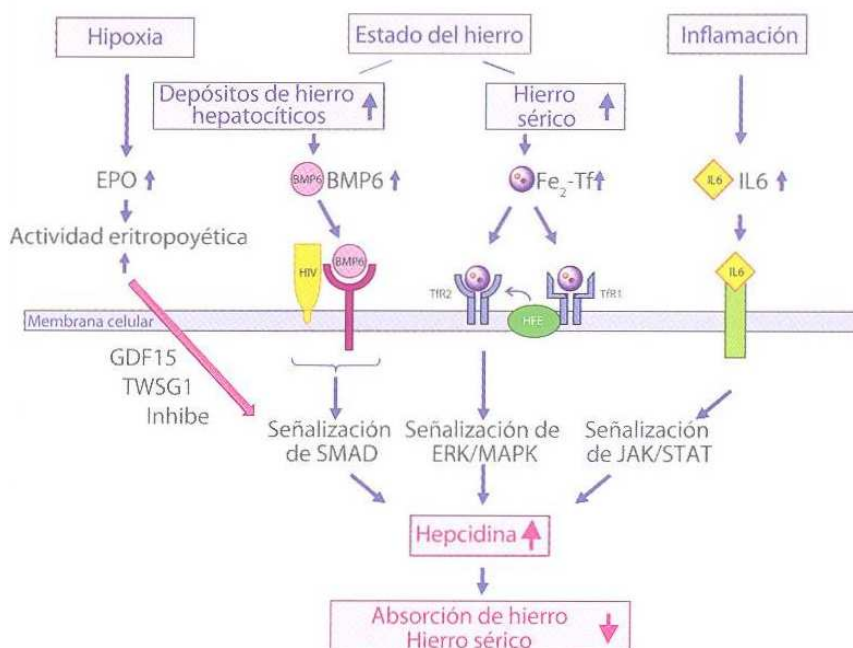 Hipoxia
Estado del hierro
Inflamación
Depósitos de hierro
hepatocíticos
Hierro
sérico
EPO
BMP6 BMP6
Fe2-Tf
IL6 IL6
Actividad eritropoyética
HIV
BMP6
TfR2
HFE
TfR1
IL6
Membrana celular
GDF15
TWSG1
Inhibe
Señalización
de SMAD
Señalización de
ERK/MAPK
Señalización
de JAK/STAT
Hepcidina
Absorción de hierro
Hierro sérico